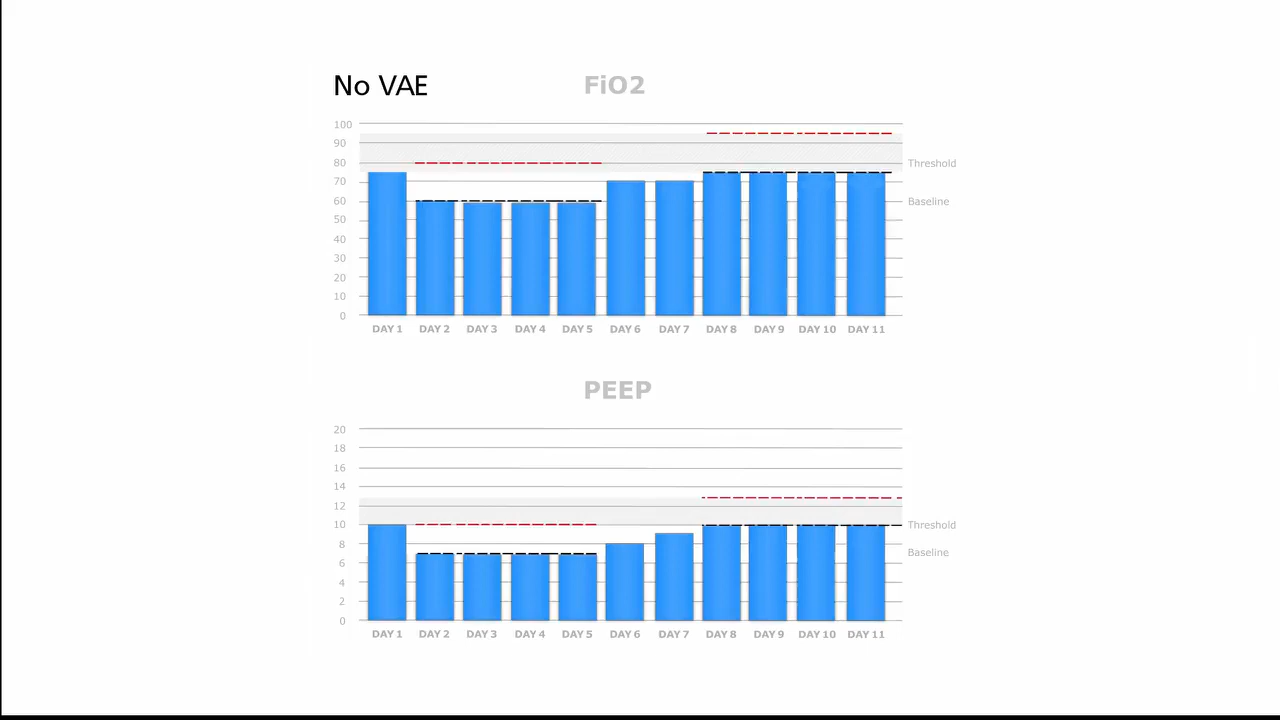 No VAE
FiO2
100
90
80
70
60
50
40
30
20
10
0
Threshold
Baseline
DAY 1 DAY 2 DAY 3 DAY 4 DAY 5 DAY 6 DAY 7 DAY 8 DAY 9 DAY 10 DAY 11
PEEP
20
18
16
14
12
10
8
6
4
2
0
Threshold
Baseline
DAY 1 DAY 2 DAY 3 DAY 4 DAY 5 DAY 6 DAY 7 DAY 8 DAY 9 DAY 10 DAY 11